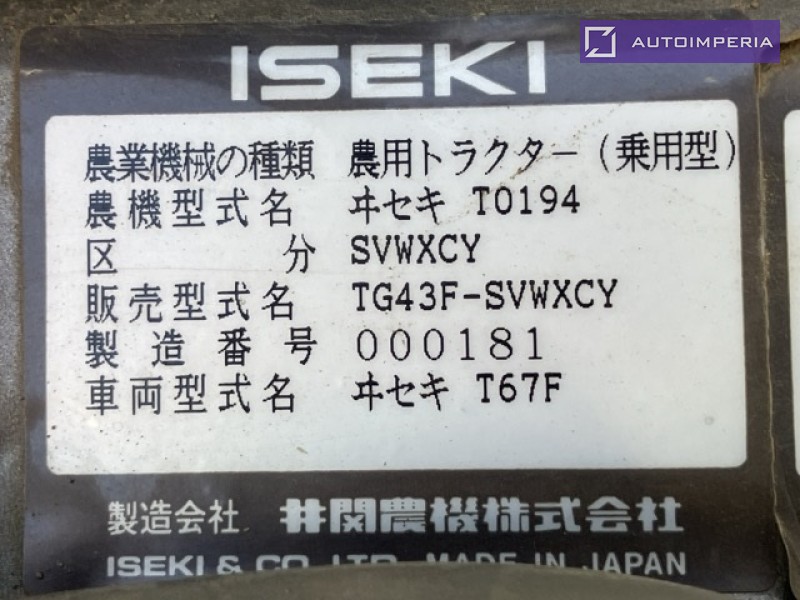 AUTOIMPERIA
ISEKI
農業機械の種類 農用トラクター(乗用型)
農機型式名 ヰセキ T0194
区分 SVWXCY
販売型式名 TG43F-SVWXCY
製造番号 000181
車両型式名 ヰセキ T67F
製造会社 井関農機株式会社
ISEKI & CO. LTD. MADE IN JAPAN